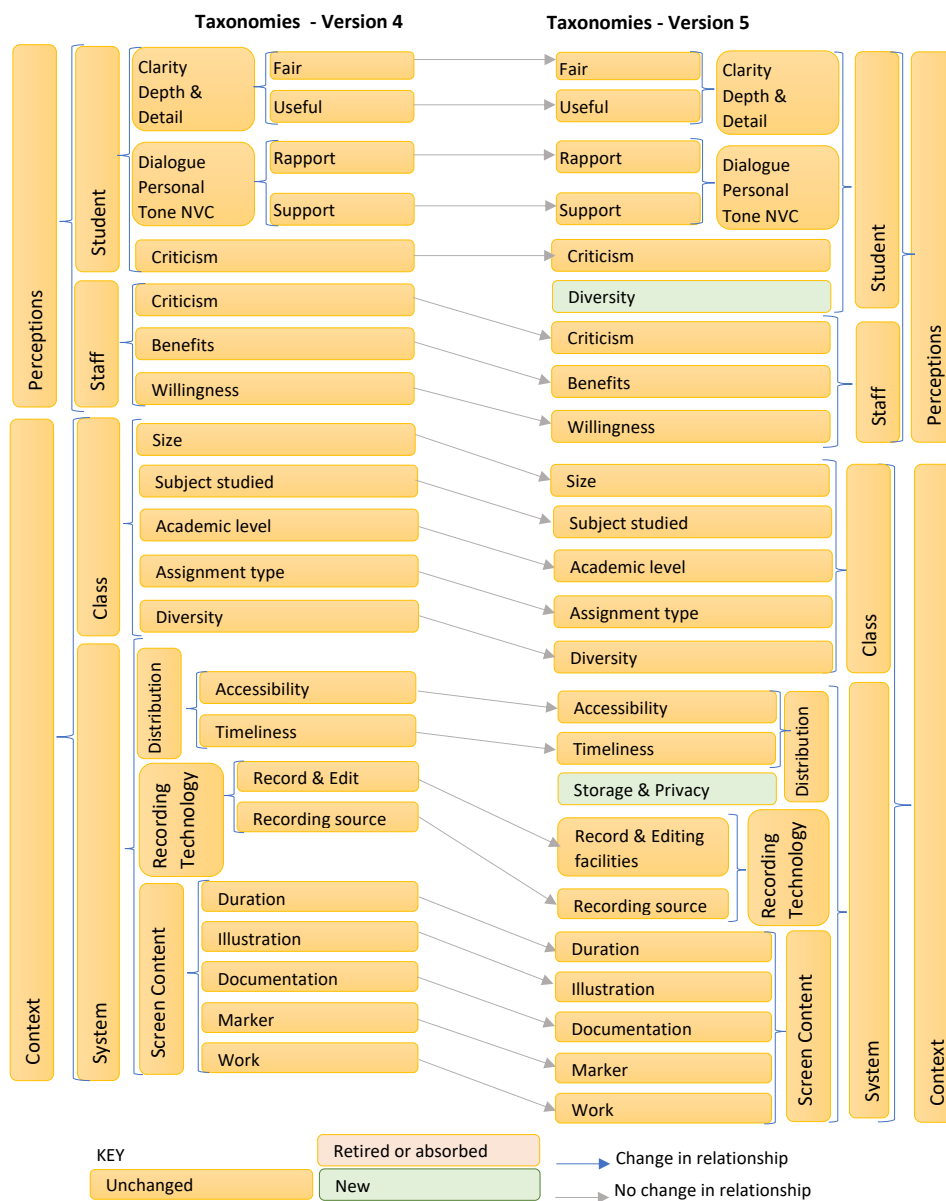 Taxonomies - Version 4
Perceptions
Student
Clarity
Depth &
Detail
Fair
Useful
Dialogue
Personal
Tone NVC
Rapport
Support
Criticism
Staff
Criticism
Benefits
Willingness
Context
Class
Size
Subject studied
Academic level
Assignment type
Diversity
System
Distribution
Accessibility
Timeliness
Recording
Technology
Record & Edit
Recording source
Screen Content
Duration
Illustration
Documentation
Marker
Work
Taxonomies - Version 5
Fair
Useful
Clarity
Depth &
Detail
Rapport
Support
Dialogue
Personal
Tone NVC
Criticism
Diversity
Student
Criticism
Benefits
Willingness
Staff
Perceptions
Size
Subject studied
Academic level
Assignment type
Diversity
Class
Accessibility
Timeliness
Storage & Privacy
Distribution
Record & Editing
facilities
Recording source
Recording
Technology
Duration
Illustration
Documentation
Marker
Work
Screen Content
System
Context
KEY
Unchanged
Retired or absorbed
New
Change in relationship
No change in relationship